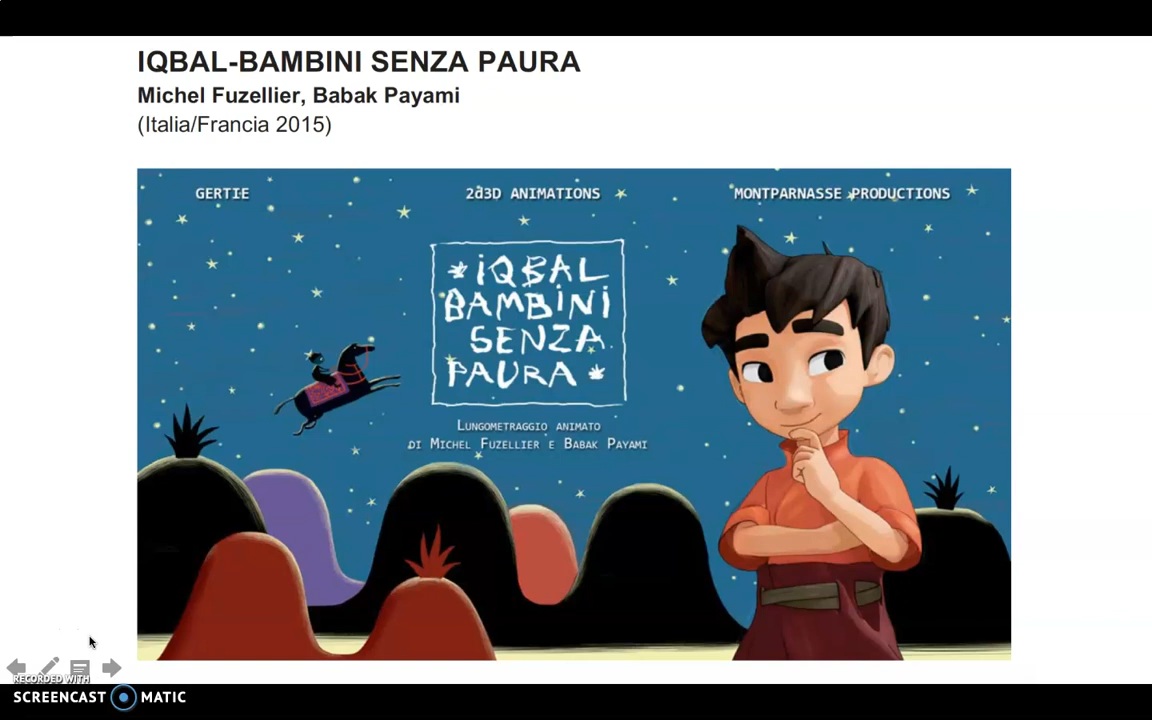 IQBAL-BAMBINI SENZA PAURA
Michel Fuzellier, Babak Payami
(Italia/Francia 2015)
GERTIE
2d3D ANIMATIONS
MONTPARNASSE PRODUCTIONS
IQBAL
BAMBINI
SENZA
PAURA
LUNGOMETRAGGIO ANIMATO
DI MICHEL FUZELLIER E BABAK PAYAMI
RECORDED WITH
SCREENCAST MATIC